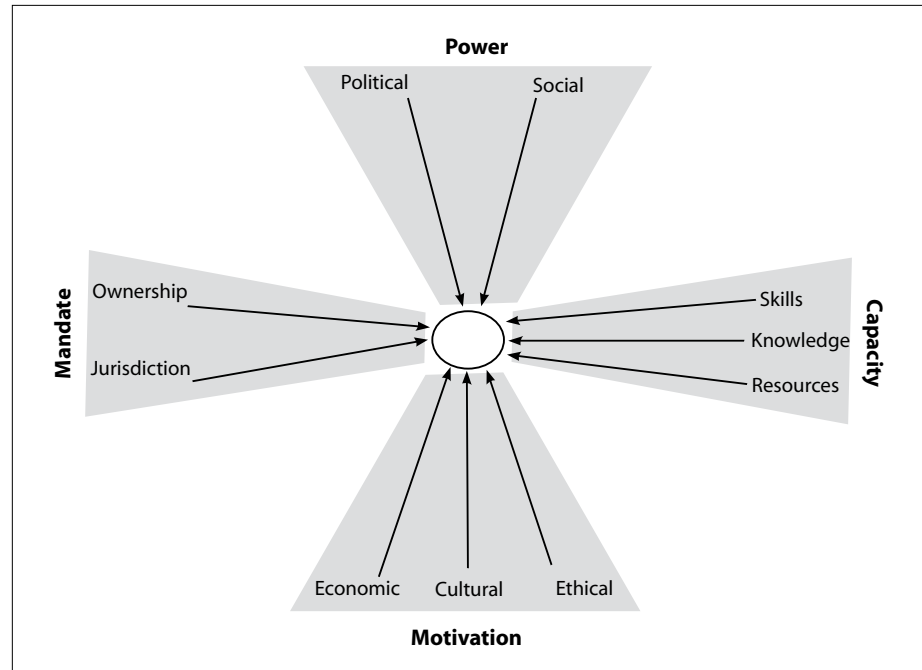 Power
Political
Social
Mandate
Ownership
Jurisdiction
Skills
Knowledge
Resources
Capacity
Economic
Cultural
Ethical
Motivation